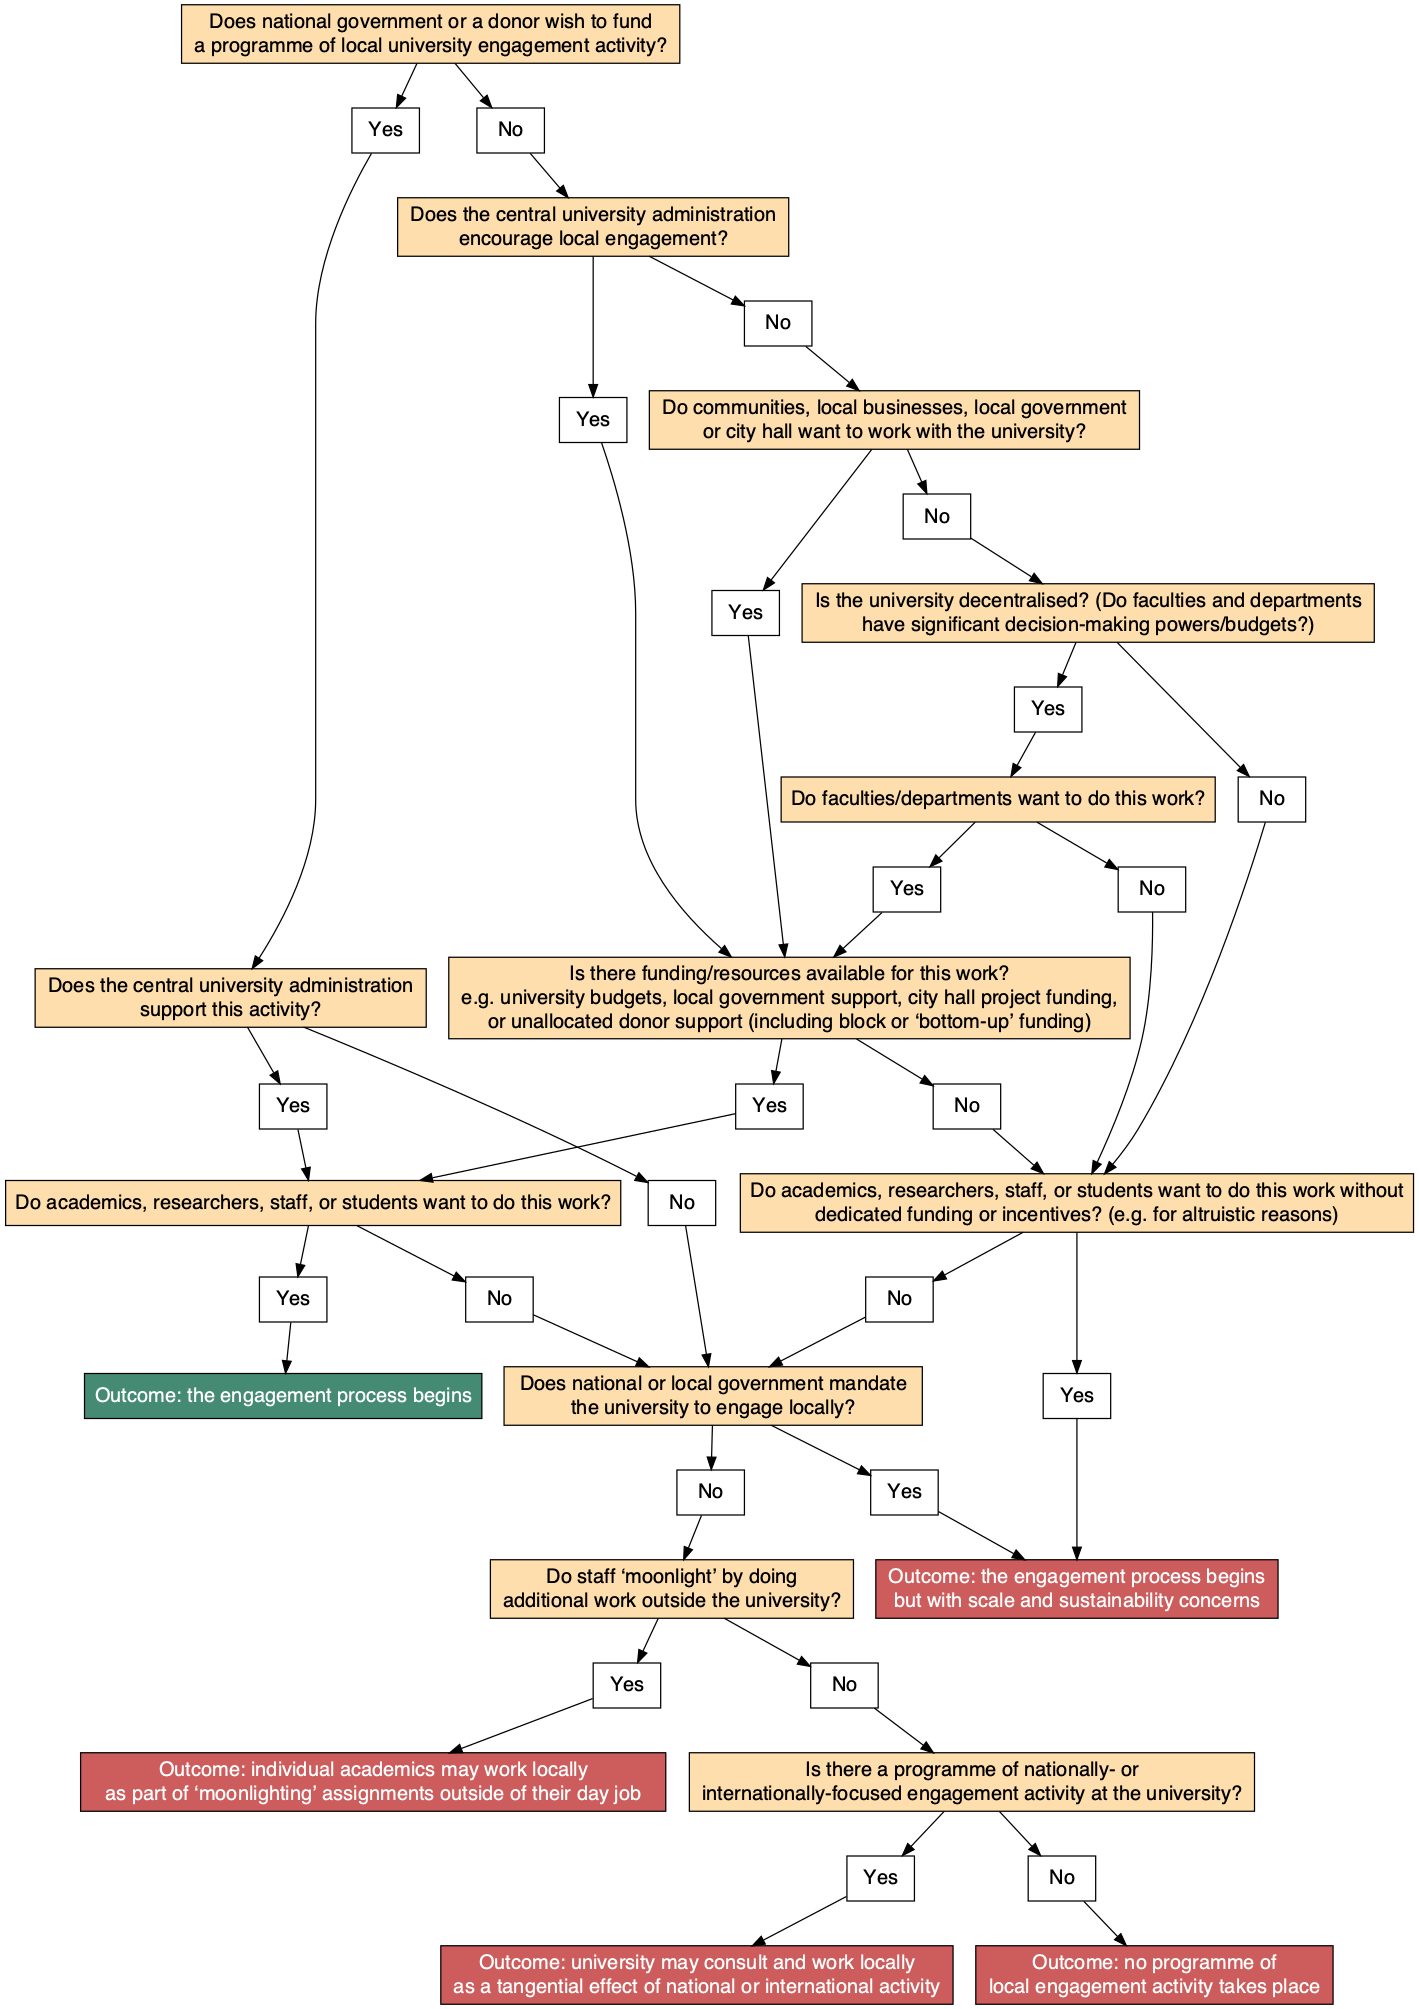 Does national government or a donor wish to fund
a programme of local university engagement activity?
Yes
No
Does the central university administration
encourage local engagement?
No
Yes
Do communities, local businesses, local government
or city hall want to work with the university?
No
Yes
Is the university decentralised? (Do faculties and departments
have significant decision-making powers/budgets?)
Yes
Do faculties/departments want to do this work?
No
Yes
No
Does the central university administration
support this activity?
Is there funding/resources available for this work?
e.g. university budgets, local government support, city hall project funding,
or unallocated donor support (including block or ‘bottom-up’ funding)
Yes
Yes
No
Do academics, researchers, staff, or students want to do this work?
No
Do academics, researchers, staff, or students want to do this work without
dedicated funding or incentives? (e.g. for altruistic reasons)
Yes
No
No
Outcome: the engagement process begins
Does national or local government mandate
the university to engage locally?
Yes
No
Yes
Do staff ‘moonlight’ by doing
additional work outside the university?
Outcome: the engagement process begins
but with scale and sustainability concerns
Yes
No
Outcome: individual academics may work locally
as part of ‘moonlighting’ assignments outside of their day job
Is there a programme of nationally- or
internationally-focused engagement activity at the university?
Yes
No
Outcome: university may consult and work locally
as a tangential effect of national or international activity
Outcome: no programme of
local engagement activity takes place